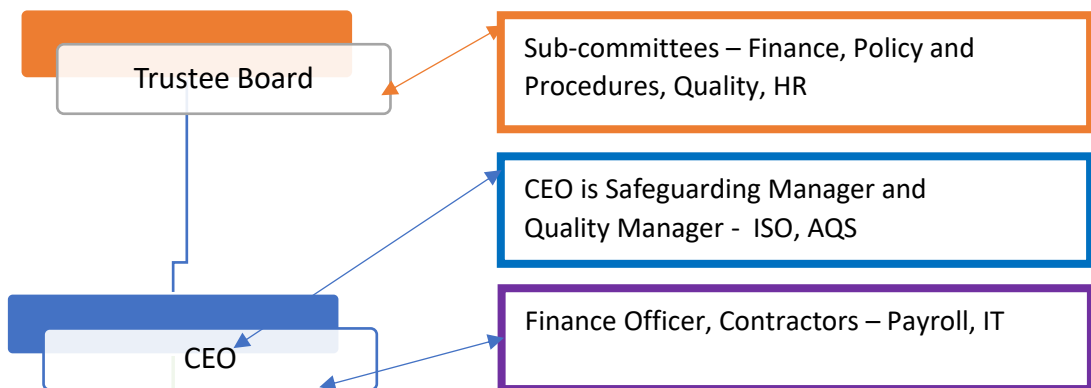 Trustee Board
Sub-committees – Finance, Policy and
Procedures, Quality, HR
CEO is Safeguarding Manager and
Quality Manager -  ISO, AQS
CEO
Finance Officer, Contractors – Payroll, IT